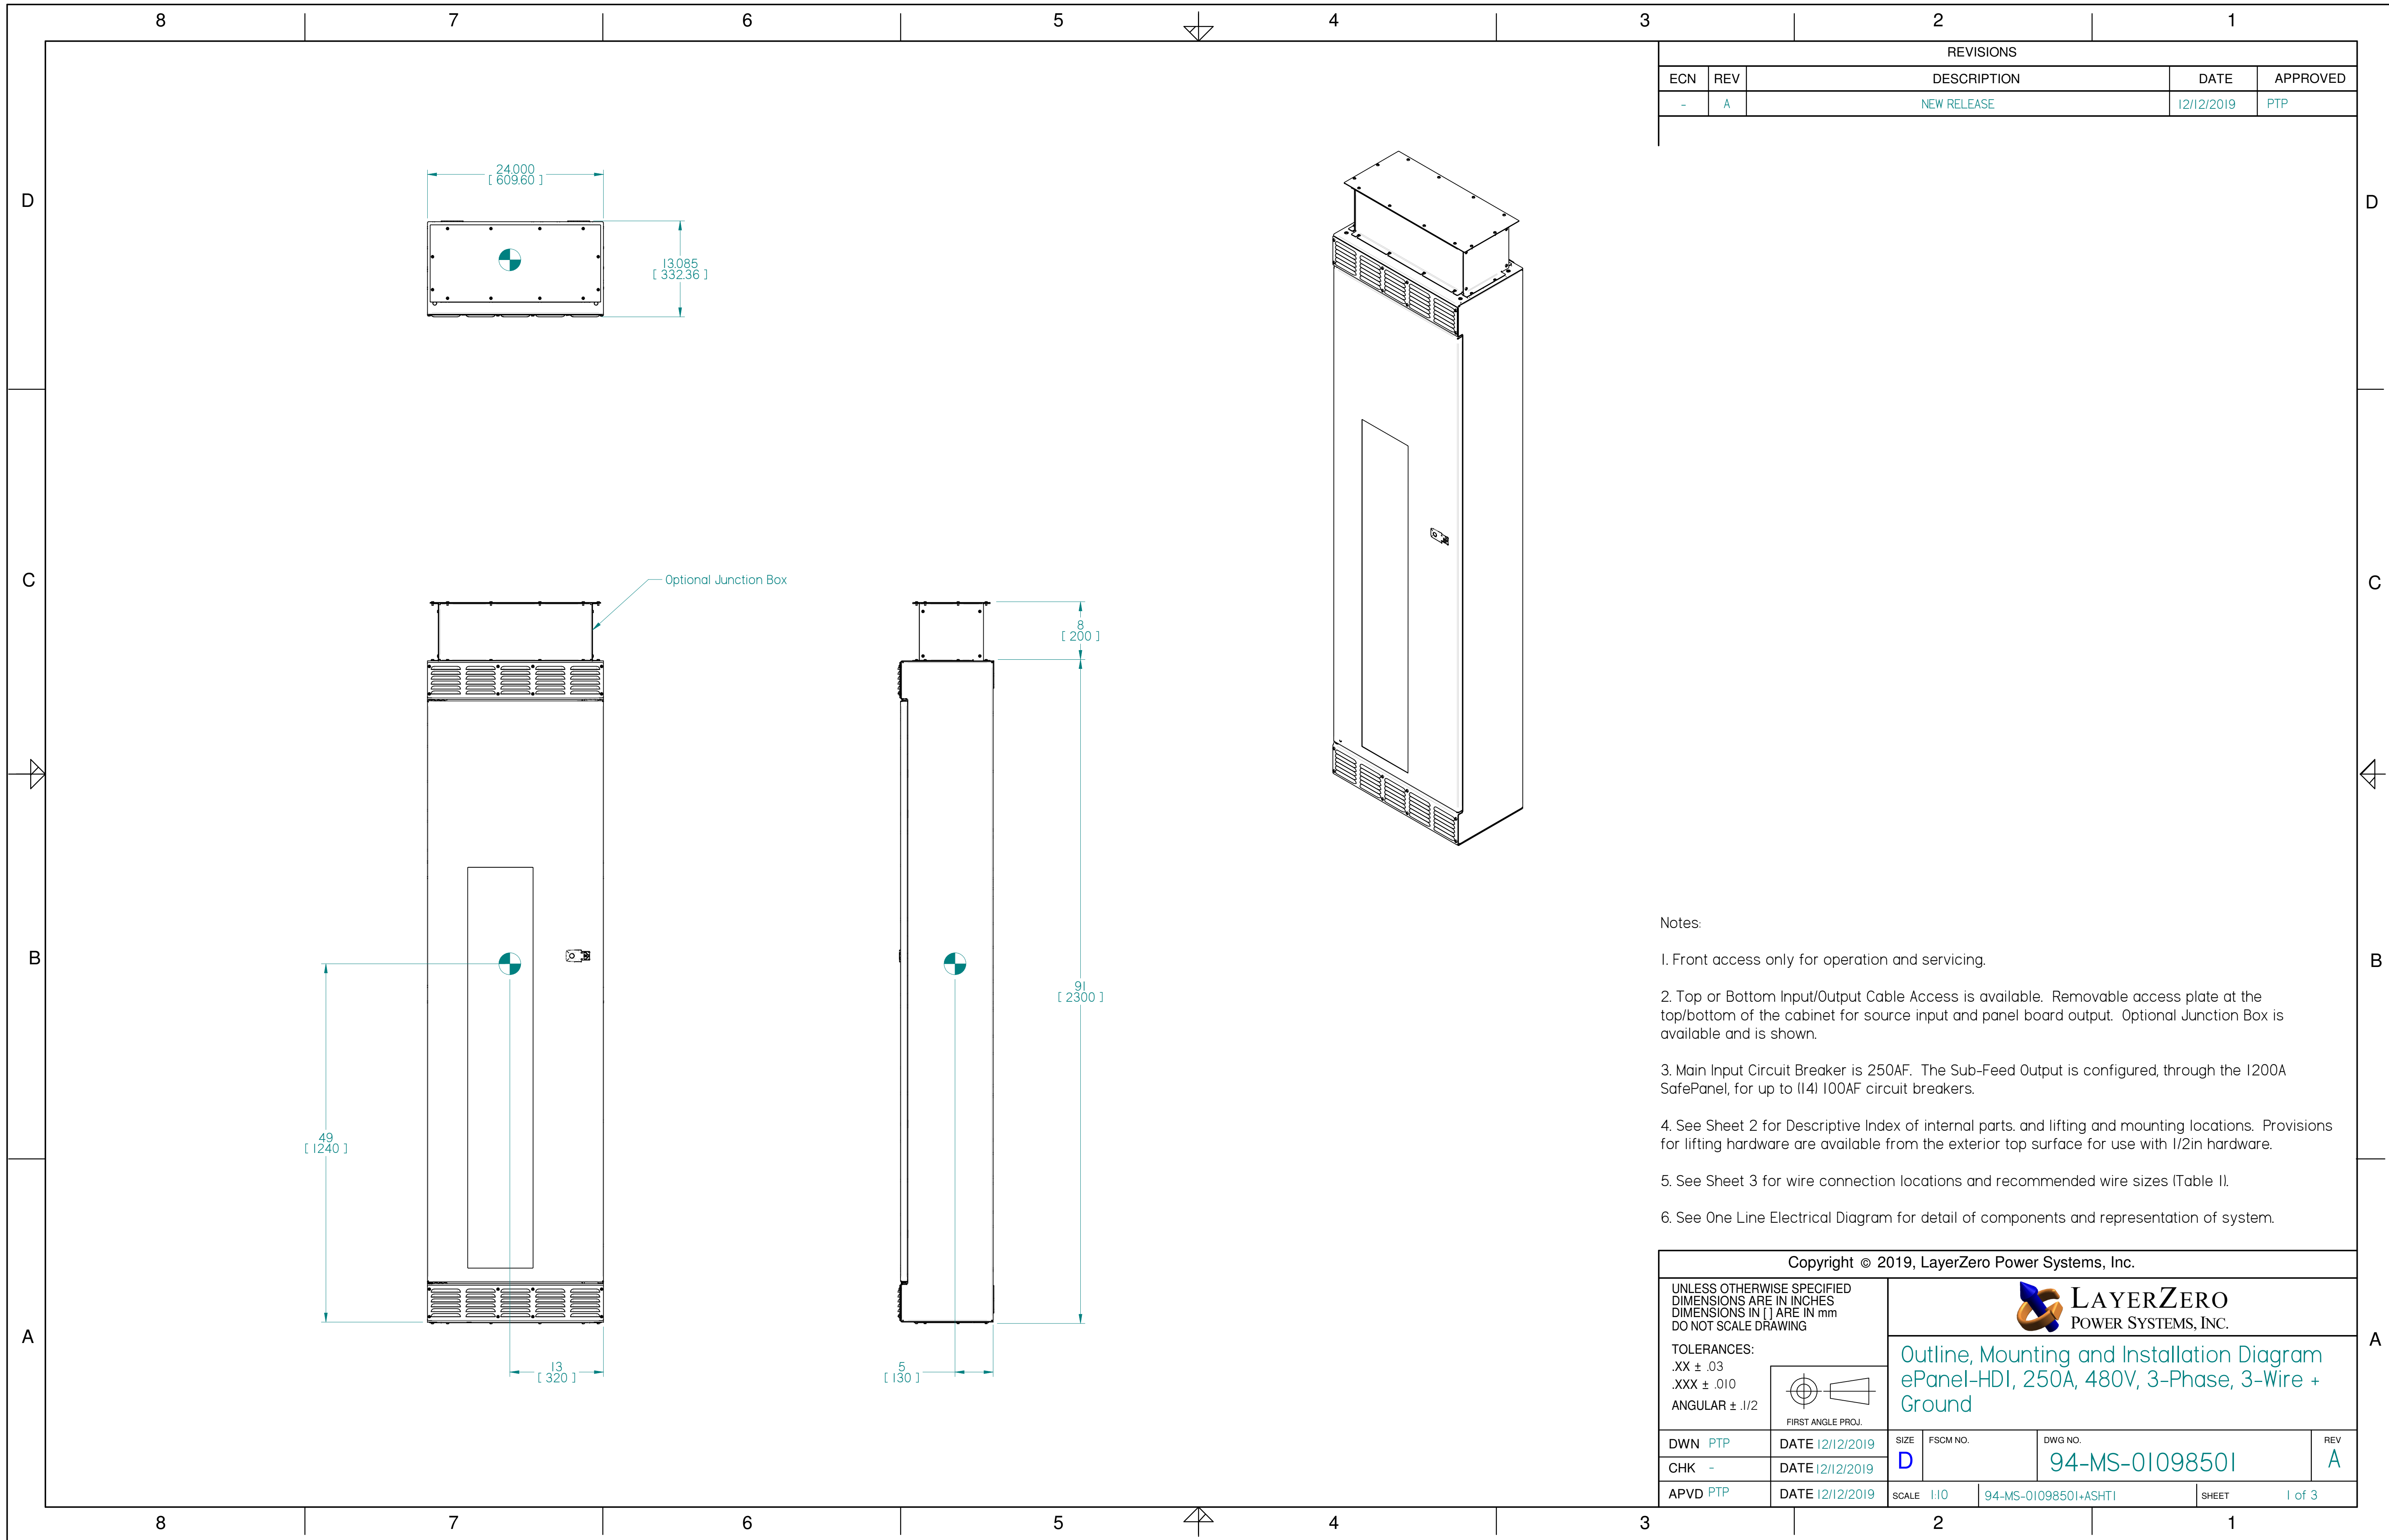 8 7 6 5 4 3 2 1
REVISIONS
ECN REV DESCRIPTION DATE APPROVED
- A NEW RELEASE 12/12/2019 PTP
D D
24.000
[ 609.60 ]
13.085
[ 332.36 ]
C C
Optional Junction Box
8
[ 200 ]
B B
91
[ 2300 ]
49
[ 1240 ]
13
[ 320 ]
5
[ 130 ]
Notes:
1. Front access only for operation and servicing.
2. Top or Bottom Input/Output Cable Access is available. Removable access plate at the
top/bottom of the cabinet for source input and panel board output. Optional Junction Box is
available and is shown.
3. Main Input Circuit Breaker is 250AF. The Sub-Feed Output is configured, through the 1200A
SafePanel, for up to (14) 100AF circuit breakers.
4. See Sheet 2 for Descriptive Index of internal parts. and lifting and mounting locations. Provisions
for lifting hardware are available from the exterior top surface for use with 1/2in hardware.
5. See Sheet 3 for wire connection locations and recommended wire sizes (Table 1).
6. See One Line Electrical Diagram for detail of components and representation of system.
A A
Copyright © 2019, LayerZero Power Systems, Inc.
UNLESS OTHERWISE SPECIFIED
DIMENSIONS ARE IN INCHES
DIMENSIONS IN [ ] ARE IN mm
DO NOT SCALE DRAWING
TOLERANCES:
.XX ± .03
.XXX ± .010
ANGULAR ± .1/2
FIRST ANGLE PROJ.
LAYERZERO
POWER SYSTEMS, INC.
Outline, Mounting and Installation Diagram
ePanel-HD1, 250A, 480V, 3-Phase, 3-Wire +
Ground
DWN PTP DATE 12/12/2019
CHK - DATE 12/12/2019
APVD PTP DATE 12/12/2019
SIZE FSCM NO. DWG NO. REV
D 94-MS-01098501 A
SCALE 1:10 94-MS-01098501+ASHT1 SHEET 1 of 3
8 7 6 5 4 3 2 1